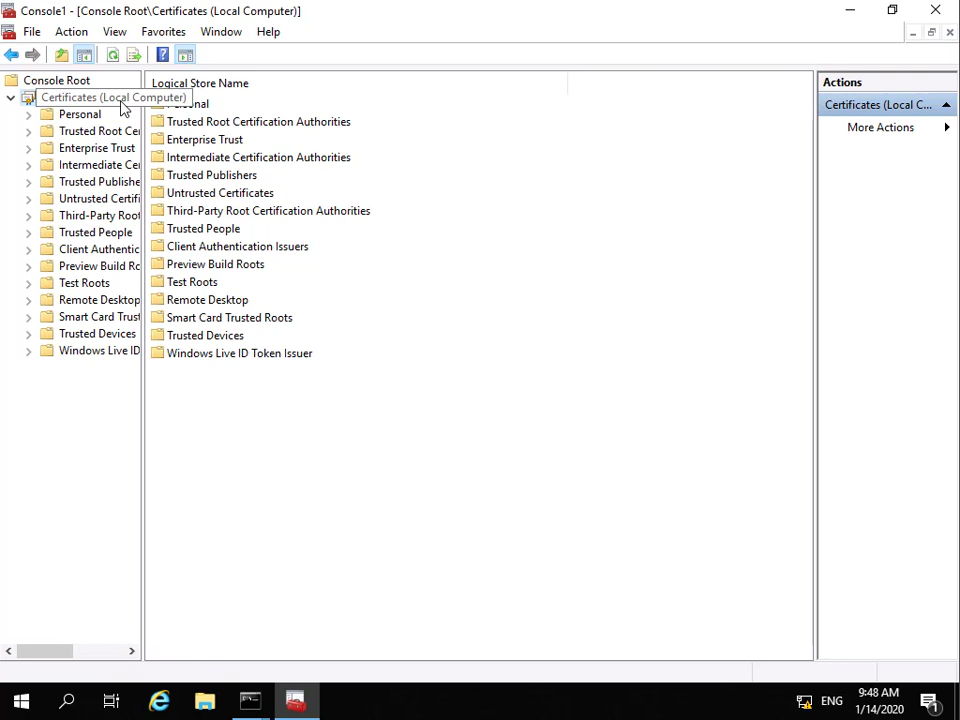 Console1 - [Console Root\Certificates (Local Computer)]
File Action View Favorites Window Help
Console Root
Certificates (Local Computer)
Personal
Trusted Root Cer
Enterprise Trust
Intermediate Cer
Trusted Publishe
Untrusted Certifi
Third-Party Root
Trusted People
Client Authentic
Preview Build Ro
Test Roots
Remote Desktop
Smart Card Trust
Trusted Devices
Windows Live ID
Logical Store Name
Trusted Root Certification Authorities
Enterprise Trust
Intermediate Certification Authorities
Trusted Publishers
Untrusted Certificates
Third-Party Root Certification Authorities
Trusted People
Client Authentication Issuers
Preview Build Roots
Test Roots
Remote Desktop
Smart Card Trusted Roots
Trusted Devices
Windows Live ID Token Issuer
Actions
Certificates (Local C...
More Actions
ENG
9:48 AM
1/14/2020
1